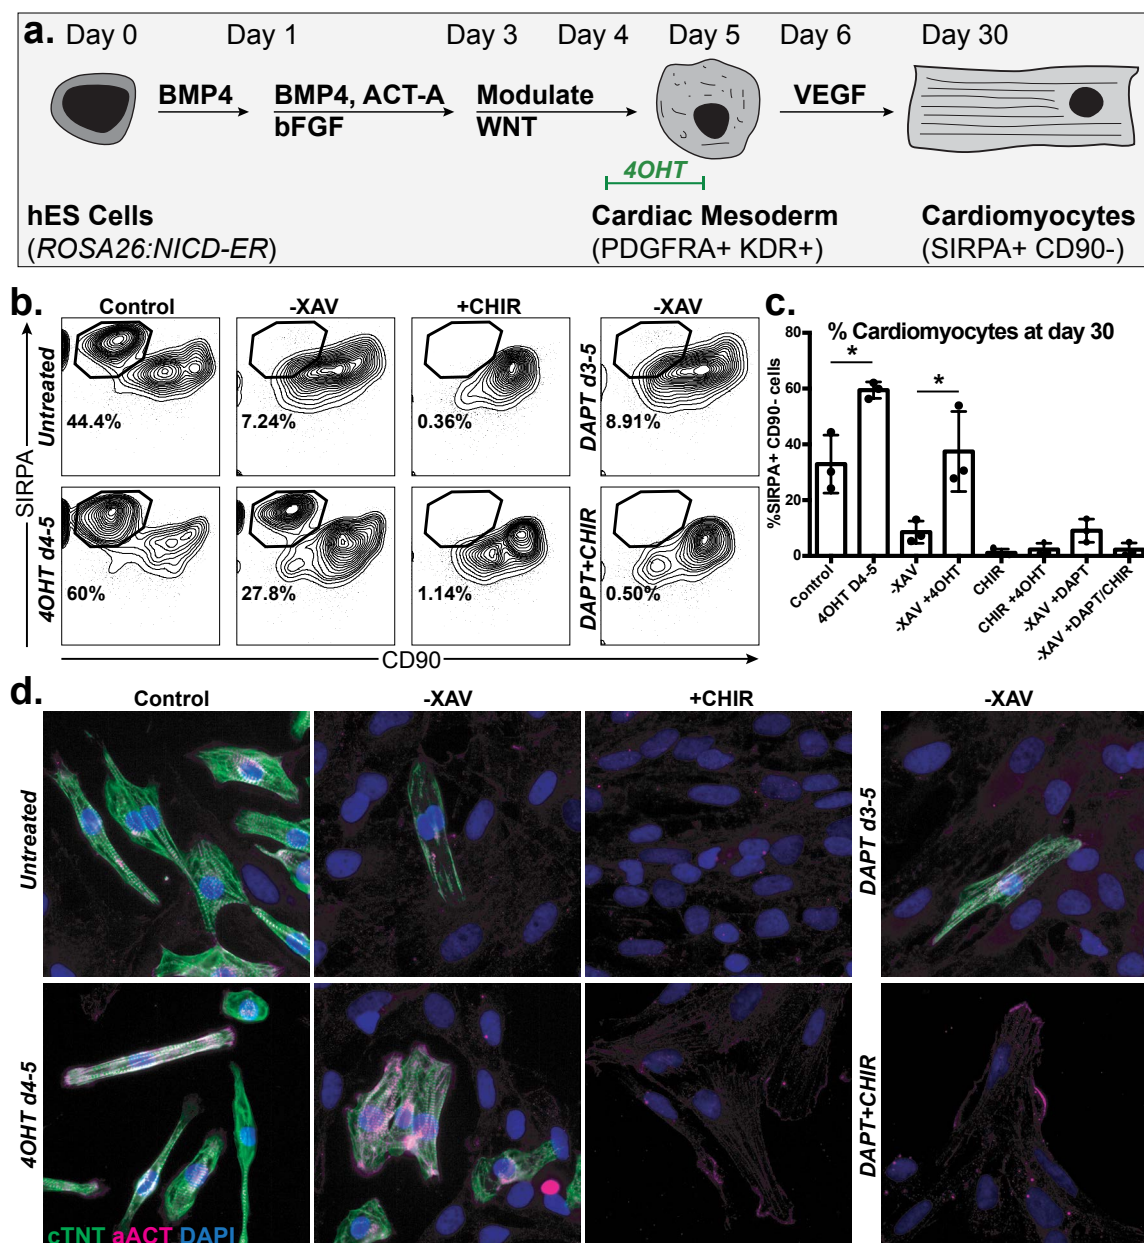 a. Day 0 Day 1 Day 3 Day 4 Day 5 Day 6 Day 30
BMP4 BMP4, ACT-A Modulate VEGF
bFGF WNT
4OHT
hES Cells Cardiac Mesoderm Cardiomyocytes
(ROSA26:NICD-ER) (PDGFRA+ KDR+) (SIRPA+ CD90-)
b. Control -XAV +CHIR -XAV
Untreated 44.4% 7.24% 0.36% DAPT d3-5 8.91%
4OHT d4-5 60% 27.8% 1.14% DAPT+CHIR 0.50%
SIRPA
CD90
c.
% Cardiomyocytes at day 30
%SIRPA+ CD90- cells
80
60
40
20
0
* *
Control
4OHT D4-5
-XAV
-XAV +4OHT
CHIR
CHIR +4OHT
-XAV +DAPT
-XAV +DAPT/CHIR
d. Control -XAV +CHIR -XAV
Untreated DAPT d3-5
4OHT d4-5 DAPT+CHIR
cTNT aACT DAPI